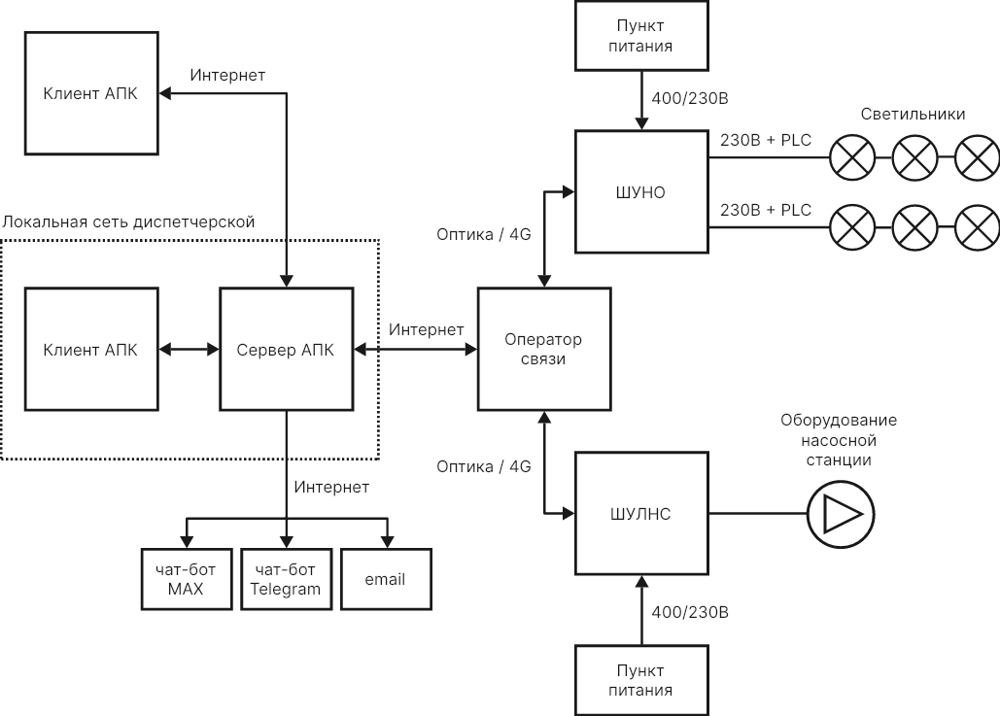 Пункт
питания
Клиент АПК
Интернет
400/230В
Светильники
230В + PLC
ШУНО
230В + PLC
Локальная сеть диспетчерской
Оптика / 4G
Клиент АПК
Сервер АПК
Интернет
Оператор
связи
Оборудование
насосной
станции
Оптика / 4G
Интернет
ШУЛНС
чат-бот
MAX
чат-бот
Telegram
email
400/230В
Пункт
питания